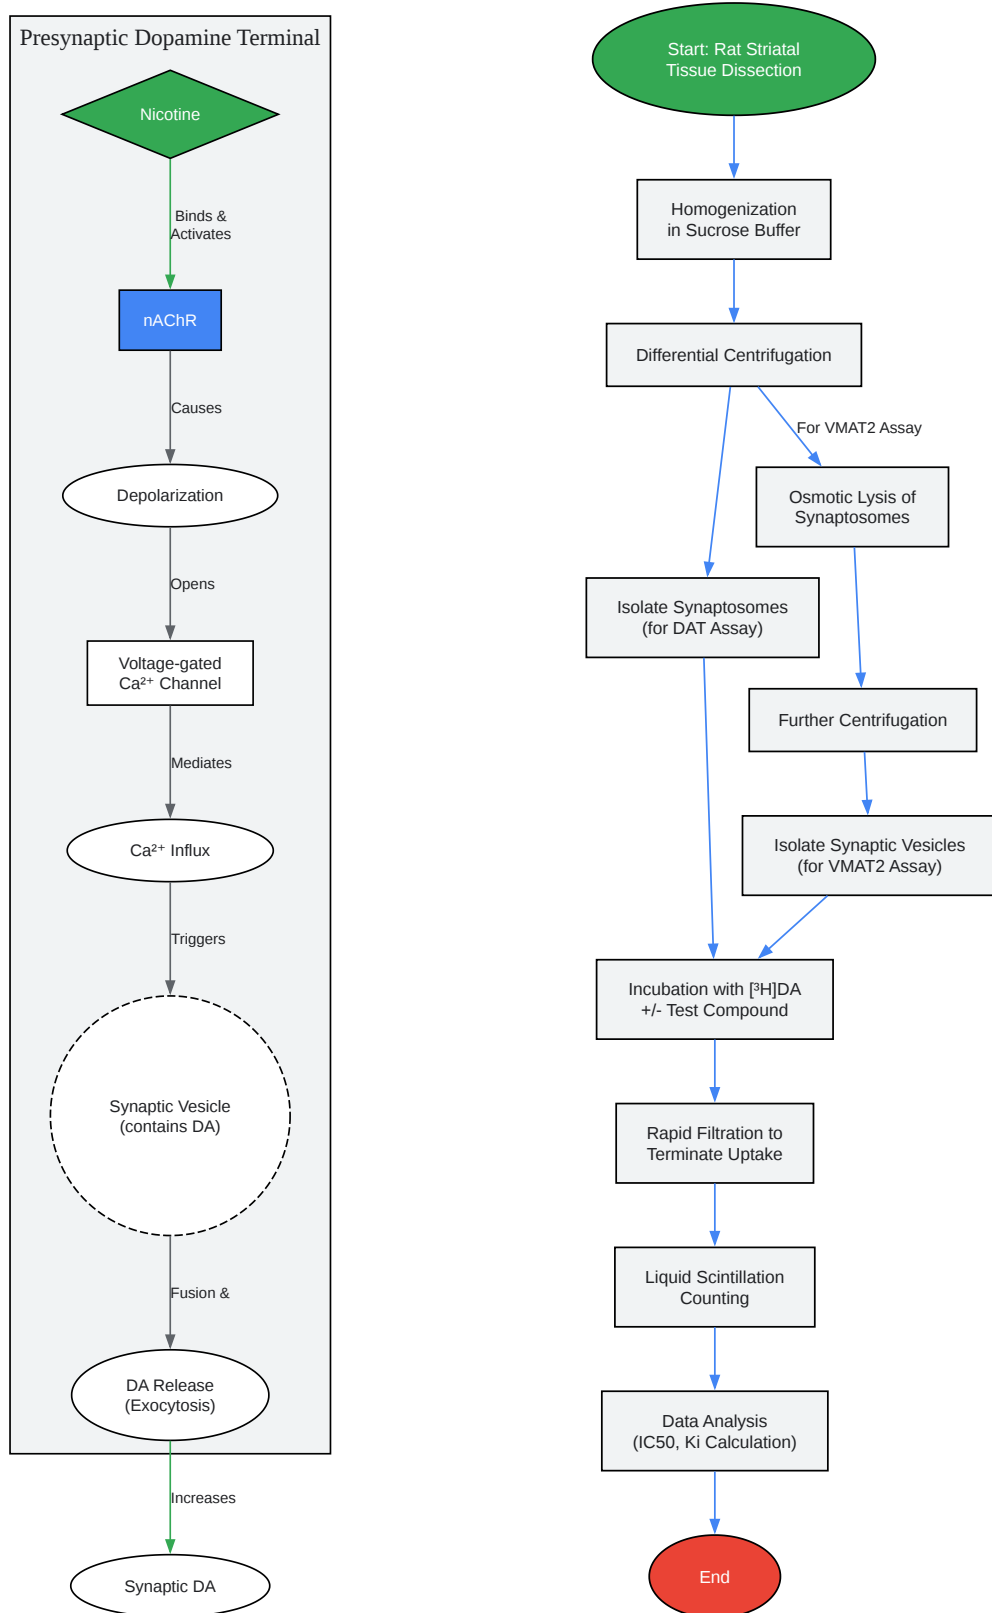 Presynaptic Dopamine Terminal
Nicotine
Binds &
Activates
nAChR
Causes
Depolarization
Opens
Voltage-gated
Ca²⁺ Channel
Mediates
Ca²⁺ Influx
Triggers
Synaptic Vesicle
(contains DA)
Fusion &
DA Release
(Exocytosis)
Increases
Synaptic DA
Start: Rat Striatal
Tissue Dissection
Homogenization
in Sucrose Buffer
Differential Centrifugation
For VMAT2 Assay
Osmotic Lysis of
Synaptosomes
Isolate Synaptosomes
(for DAT Assay)
Further Centrifugation
Isolate Synaptic Vesicles
(for VMAT2 Assay)
Incubation with [³H]DA
+/- Test Compound
Rapid Filtration to
Terminate Uptake
Liquid Scintillation
Counting
Data Analysis
(IC50, Ki Calculation)
End